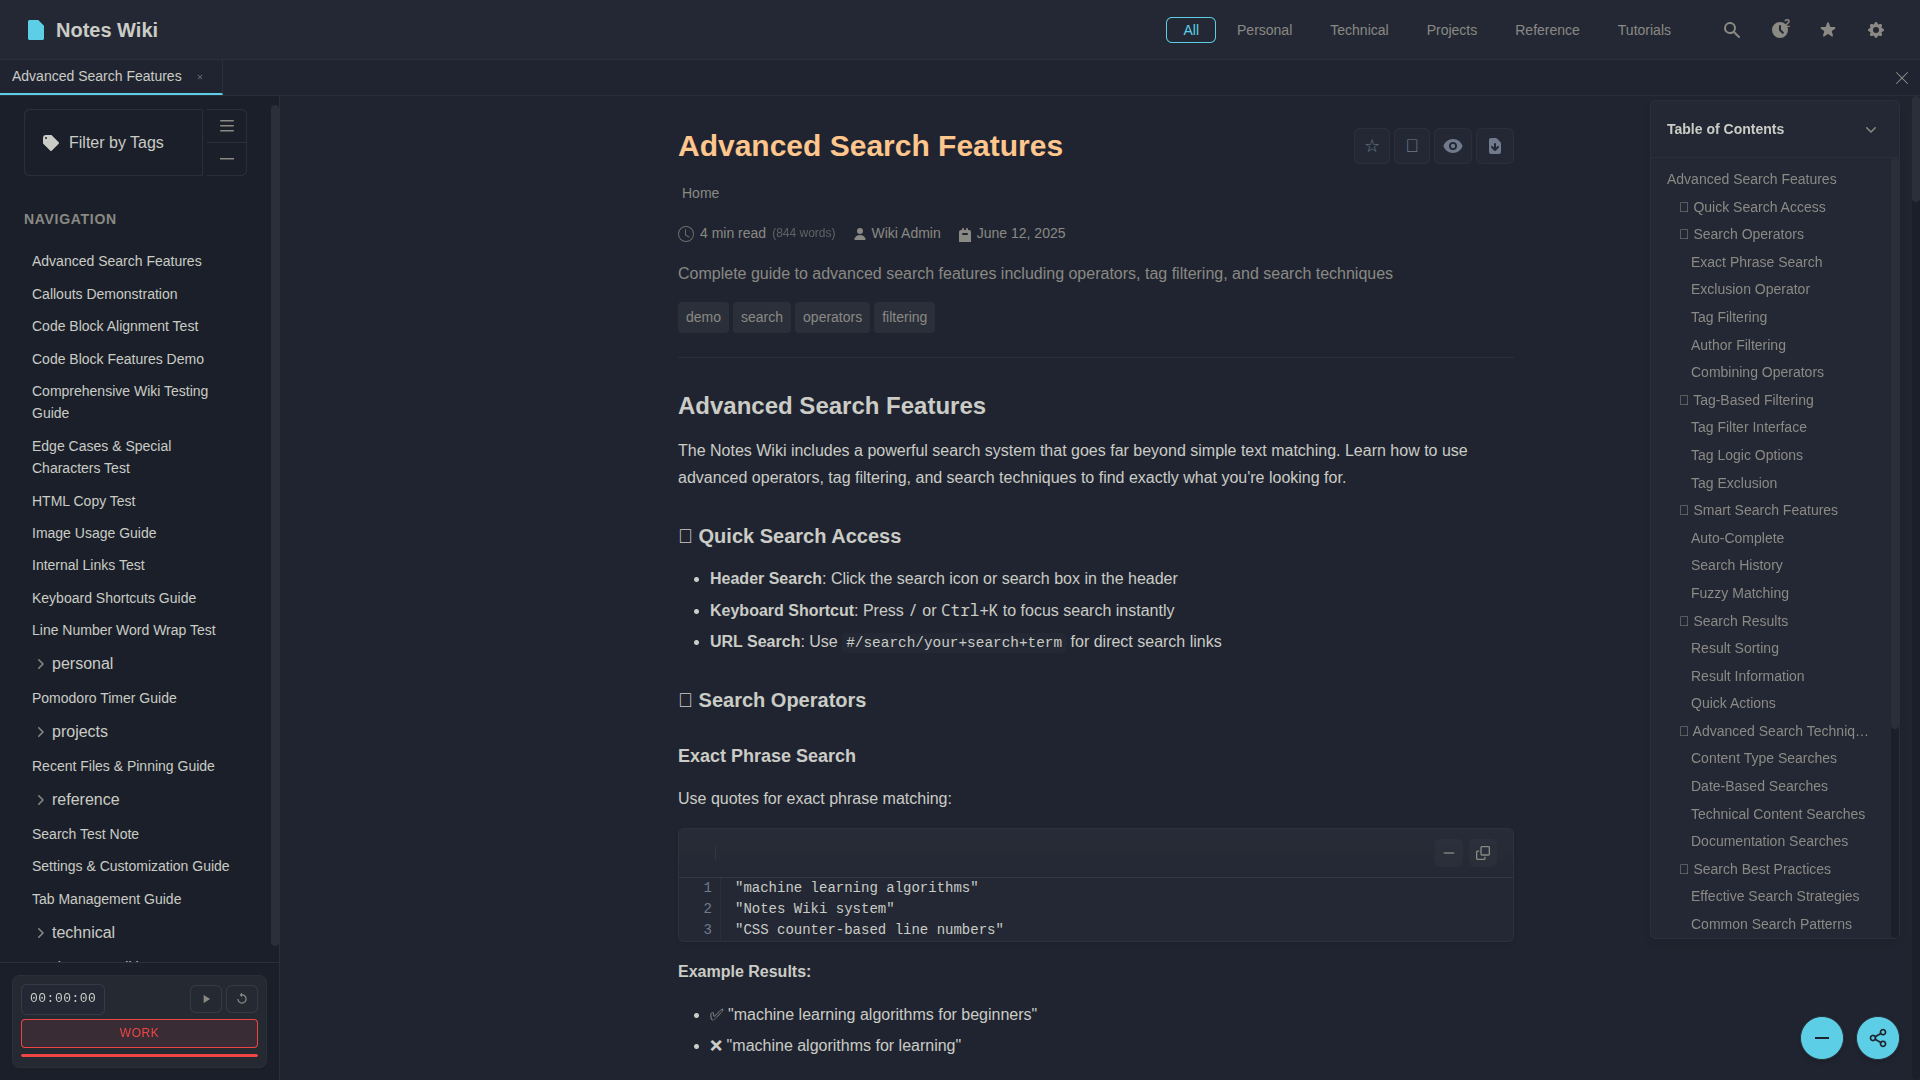 Notes Wiki
All
Personal
Technical
Projects
Reference
Tutorials
2
Advanced Search Features ×
Filter by Tags
NAVIGATION
Advanced Search Features
Callouts Demonstration
Code Block Alignment Test
Code Block Features Demo
Comprehensive Wiki Testing
Guide
Edge Cases & Special
Characters Test
HTML Copy Test
Image Usage Guide
Internal Links Test
Keyboard Shortcuts Guide
Line Number Word Wrap Test
personal
Pomodoro Timer Guide
projects
Recent Files & Pinning Guide
reference
Search Test Note
Settings & Customization Guide
Tab Management Guide
technical
00:00:00
WORK
Advanced Search Features
Home
4 min read (844 words)
Wiki Admin
June 12, 2025
Complete guide to advanced search features including operators, tag filtering, and search techniques
demo
search
operators
filtering
Advanced Search Features
The Notes Wiki includes a powerful search system that goes far beyond simple text matching. Learn how to use
advanced operators, tag filtering, and search techniques to find exactly what you're looking for.
Quick Search Access
• Header Search: Click the search icon or search box in the header
• Keyboard Shortcut: Press / or Ctrl+K to focus search instantly
• URL Search: Use #/search/your+search+term for direct search links
Search Operators
Exact Phrase Search
Use quotes for exact phrase matching:
1 "machine learning algorithms"
2 "Notes Wiki system"
3 "CSS counter-based line numbers"
Example Results:
• ✅ "machine learning algorithms for beginners"
• ❌ "machine algorithms for learning"
Table of Contents
Advanced Search Features
Quick Search Access
Search Operators
Exact Phrase Search
Exclusion Operator
Tag Filtering
Author Filtering
Combining Operators
Tag-Based Filtering
Tag Filter Interface
Tag Logic Options
Tag Exclusion
Smart Search Features
Auto-Complete
Search History
Fuzzy Matching
Search Results
Result Sorting
Result Information
Quick Actions
Advanced Search Techniq…
Content Type Searches
Date-Based Searches
Technical Content Searches
Documentation Searches
Search Best Practices
Effective Search Strategies
Common Search Patterns